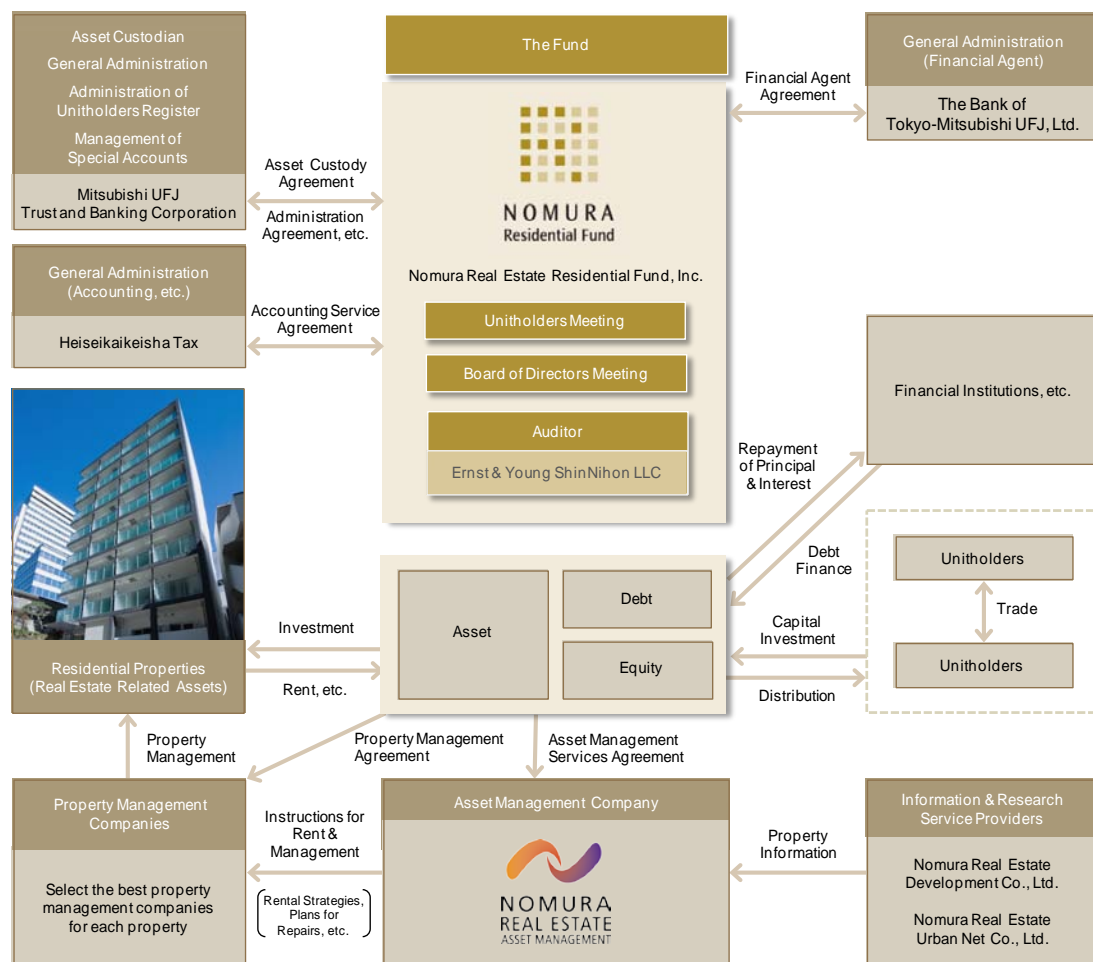 Asset Custodian
General Administration
Administration of
Unitholders Register
Management of
Special Accounts
Mitsubishi UFJ
Trust and Banking Corporation
Asset Custody
Agreement
Administration
Agreement, etc.
The Fund
NOMURA
Residential Fund
Nomura Real Estate Residential Fund, Inc.
Unitholders Meeting
Board of Directors Meeting
Auditor
Ernst & Young ShinNihon LLC
Financial Agent
Agreement
General Administration
(Financial Agent)
The Bank of
Tokyo-Mitsubishi UFJ, Ltd.
General Administration
(Accounting, etc.)
Heiseikaikeisha Tax
Accounting Service
Agreement
Financial Institutions, etc.
Repayment
of Principal
& Interest
Debt
Finance
Unitholders
Trade
Unitholders
Capital
Investment
Distribution
Asset
Debt
Equity
Investment
Rent, etc.
Residential Properties
(Real Estate Related Assets)
Property
Management
Property Management
Agreement
Asset Management
Services Agreement
Property Management
Companies
Select the best property
management companies
for each property
Instructions for
Rent &
Management
Rental Strategies,
Plans for
Repairs, etc.
Asset Management Company
NOMURA
REAL ESTATE
ASSET MANAGEMENT
Property
Information
Information & Research
Service Providers
Nomura Real Estate
Development Co., Ltd.
Nomura Real Estate
Urban Net Co., Ltd.